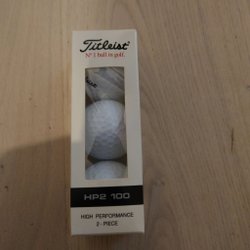 Titleist
No 1 ball in golf.
HP2 100
HIGH PERFORMANCE
2-PIECE